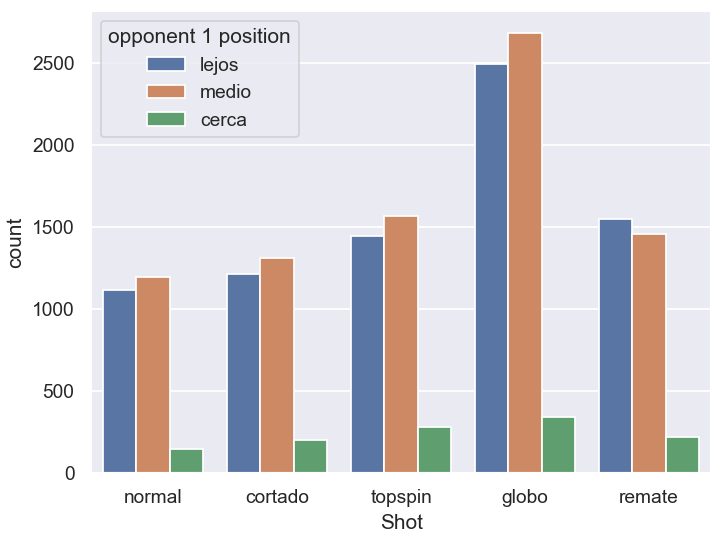 opponent 1 position
lejos
medio
cerca
2500
2000
1500
1000
500
0
count
normal cortado topspin globo remate
Shot